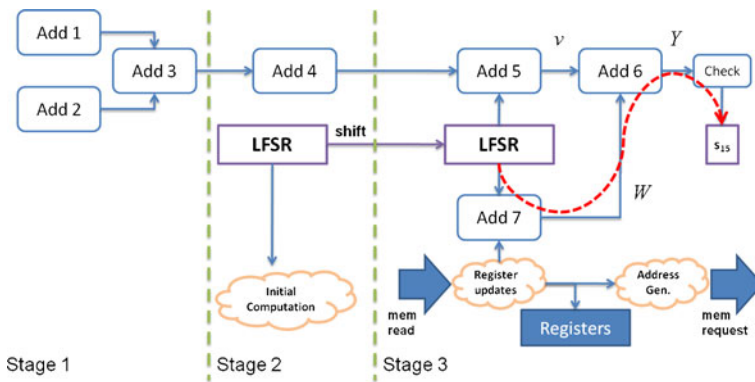 Add 1
Add 2
Add 3
Add 4
Add 5
v
Add 6
Y
Check
LFSR
shift
LFSR
s15
W
Add 7
Initial
Computation
mem
read
Register
updates
Address
Gen.
mem
request
Registers
Stage 1
Stage 2
Stage 3